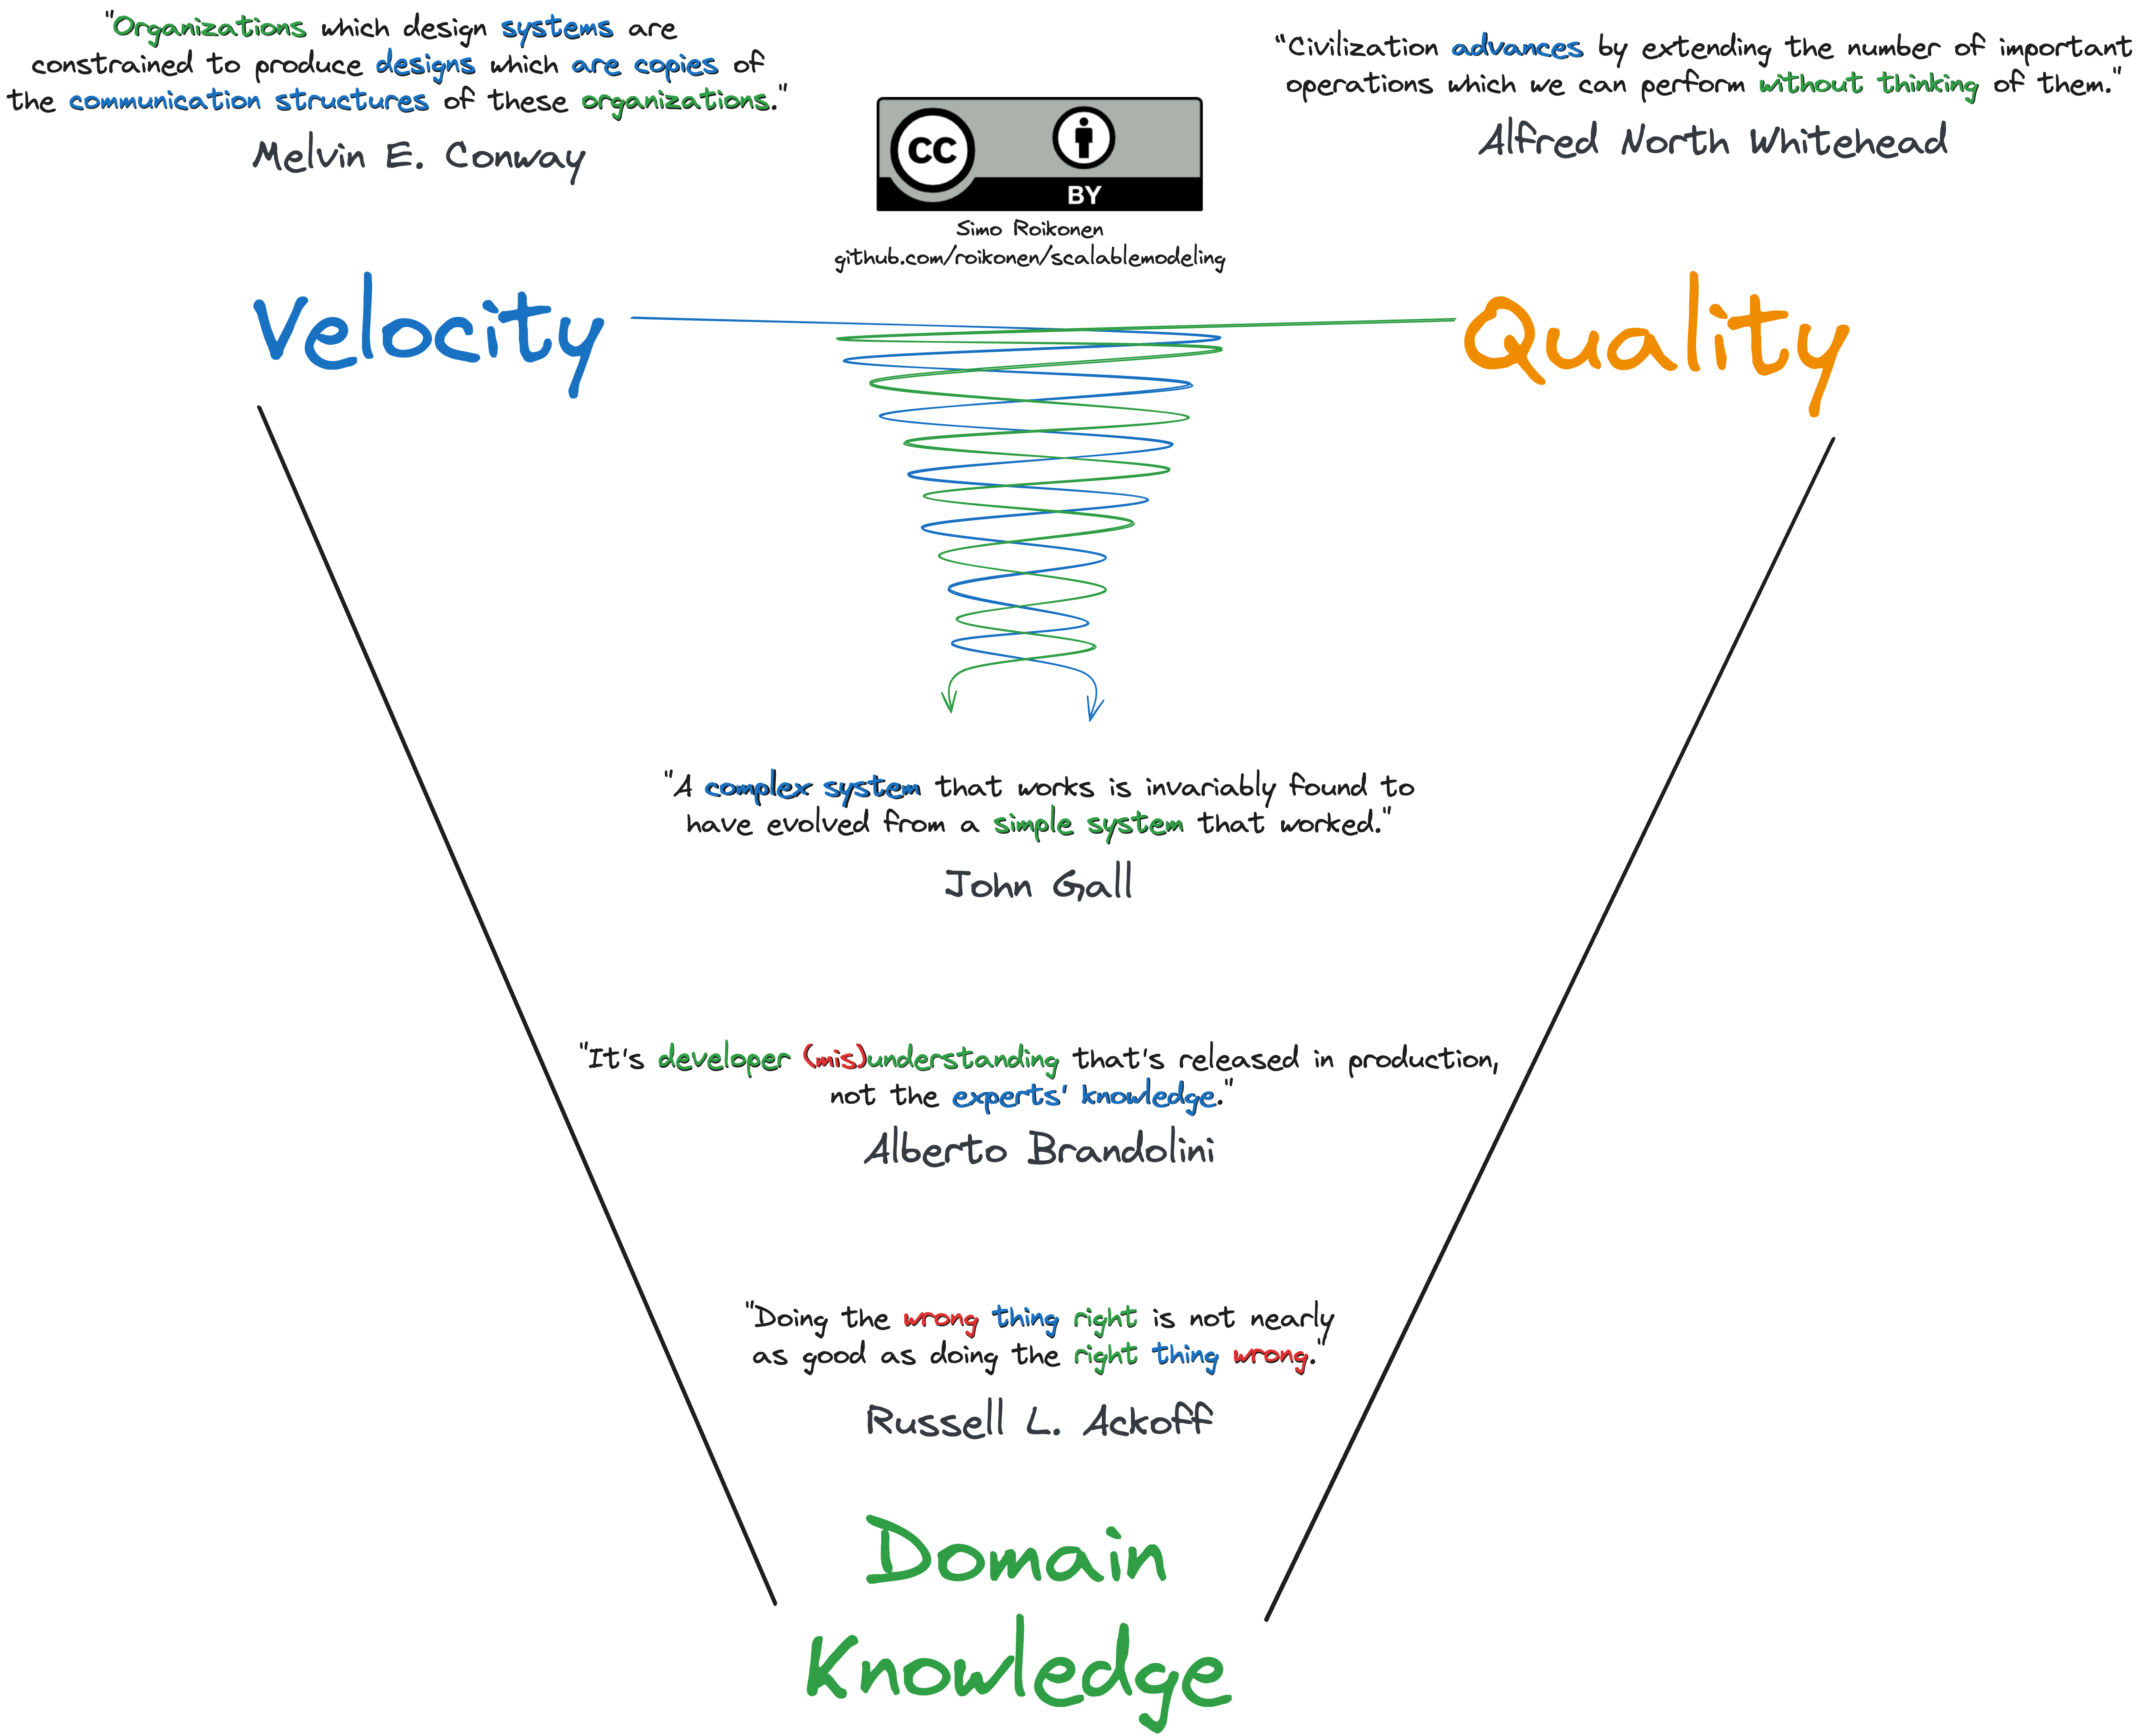 "Organizations which design systems are
constrained to produce designs which are copies of
the communication structures of these organizations."
Melvin E. Conway
"Civilization advances by extending the number of important
operations which we can perform without thinking of them."
Alfred North Whitehead
CC
BY
Simo Roikonen
github.com/roikonen/scalablemodeling
Velocity
Quality
"A complex system that works is invariably found to
have evolved from a simple system that worked."
John Gall
"It's developer (mis)understanding that's released in production,
not the experts' knowledge."
Alberto Brandolini
"Doing the wrong thing right is not nearly
as good as doing the right thing wrong."
Russell L. Ackoff
Domain
Knowledge